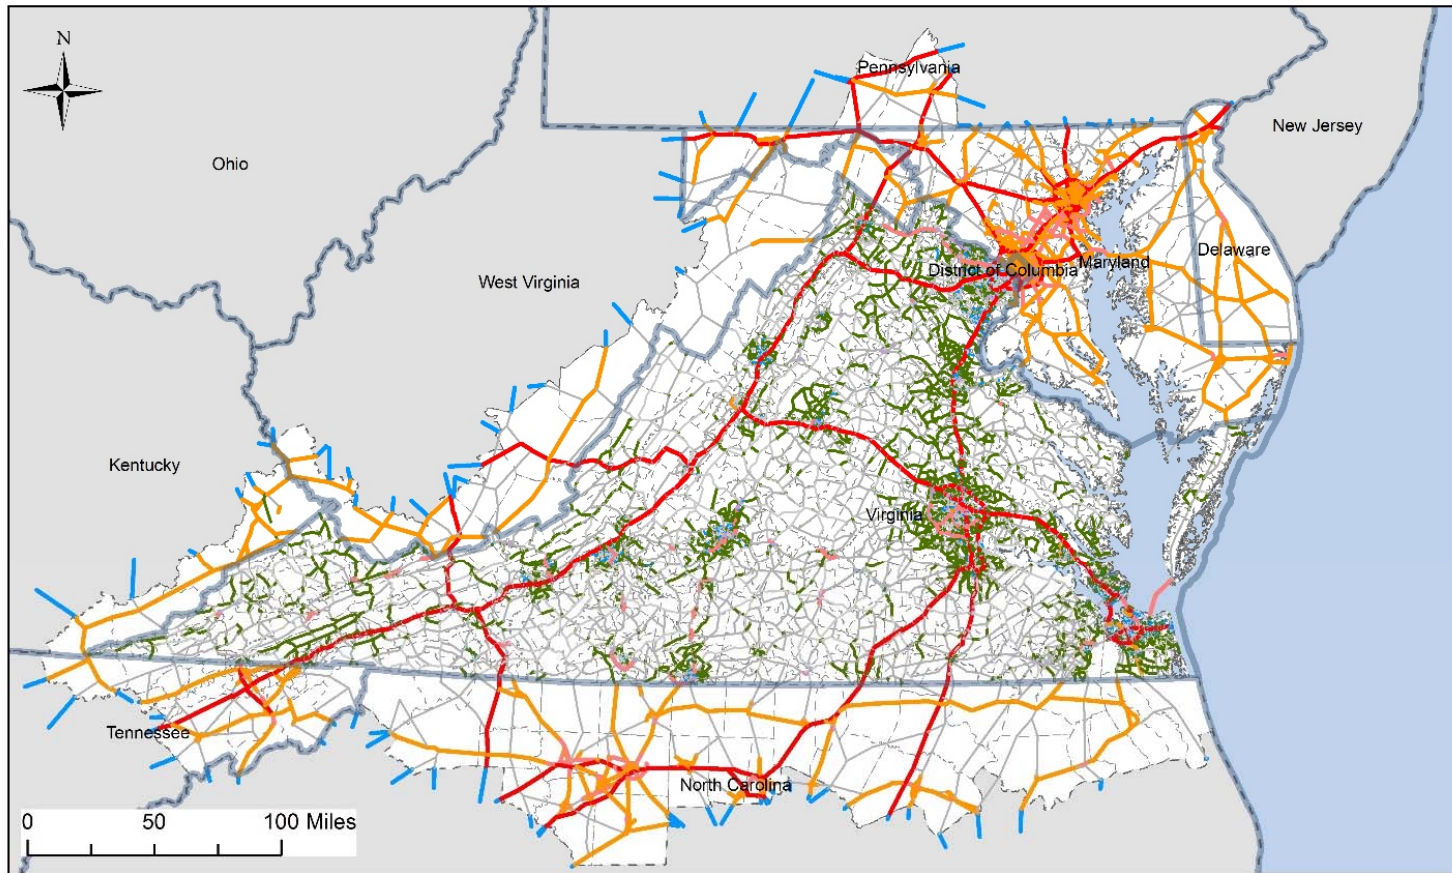 N
Pennsylvania
New Jersey
Ohio
Delaware
Maryland
District of Columbia
West Virginia
Kentucky
Virginia
Tennessee
North Carolina
0 50 100 Miles